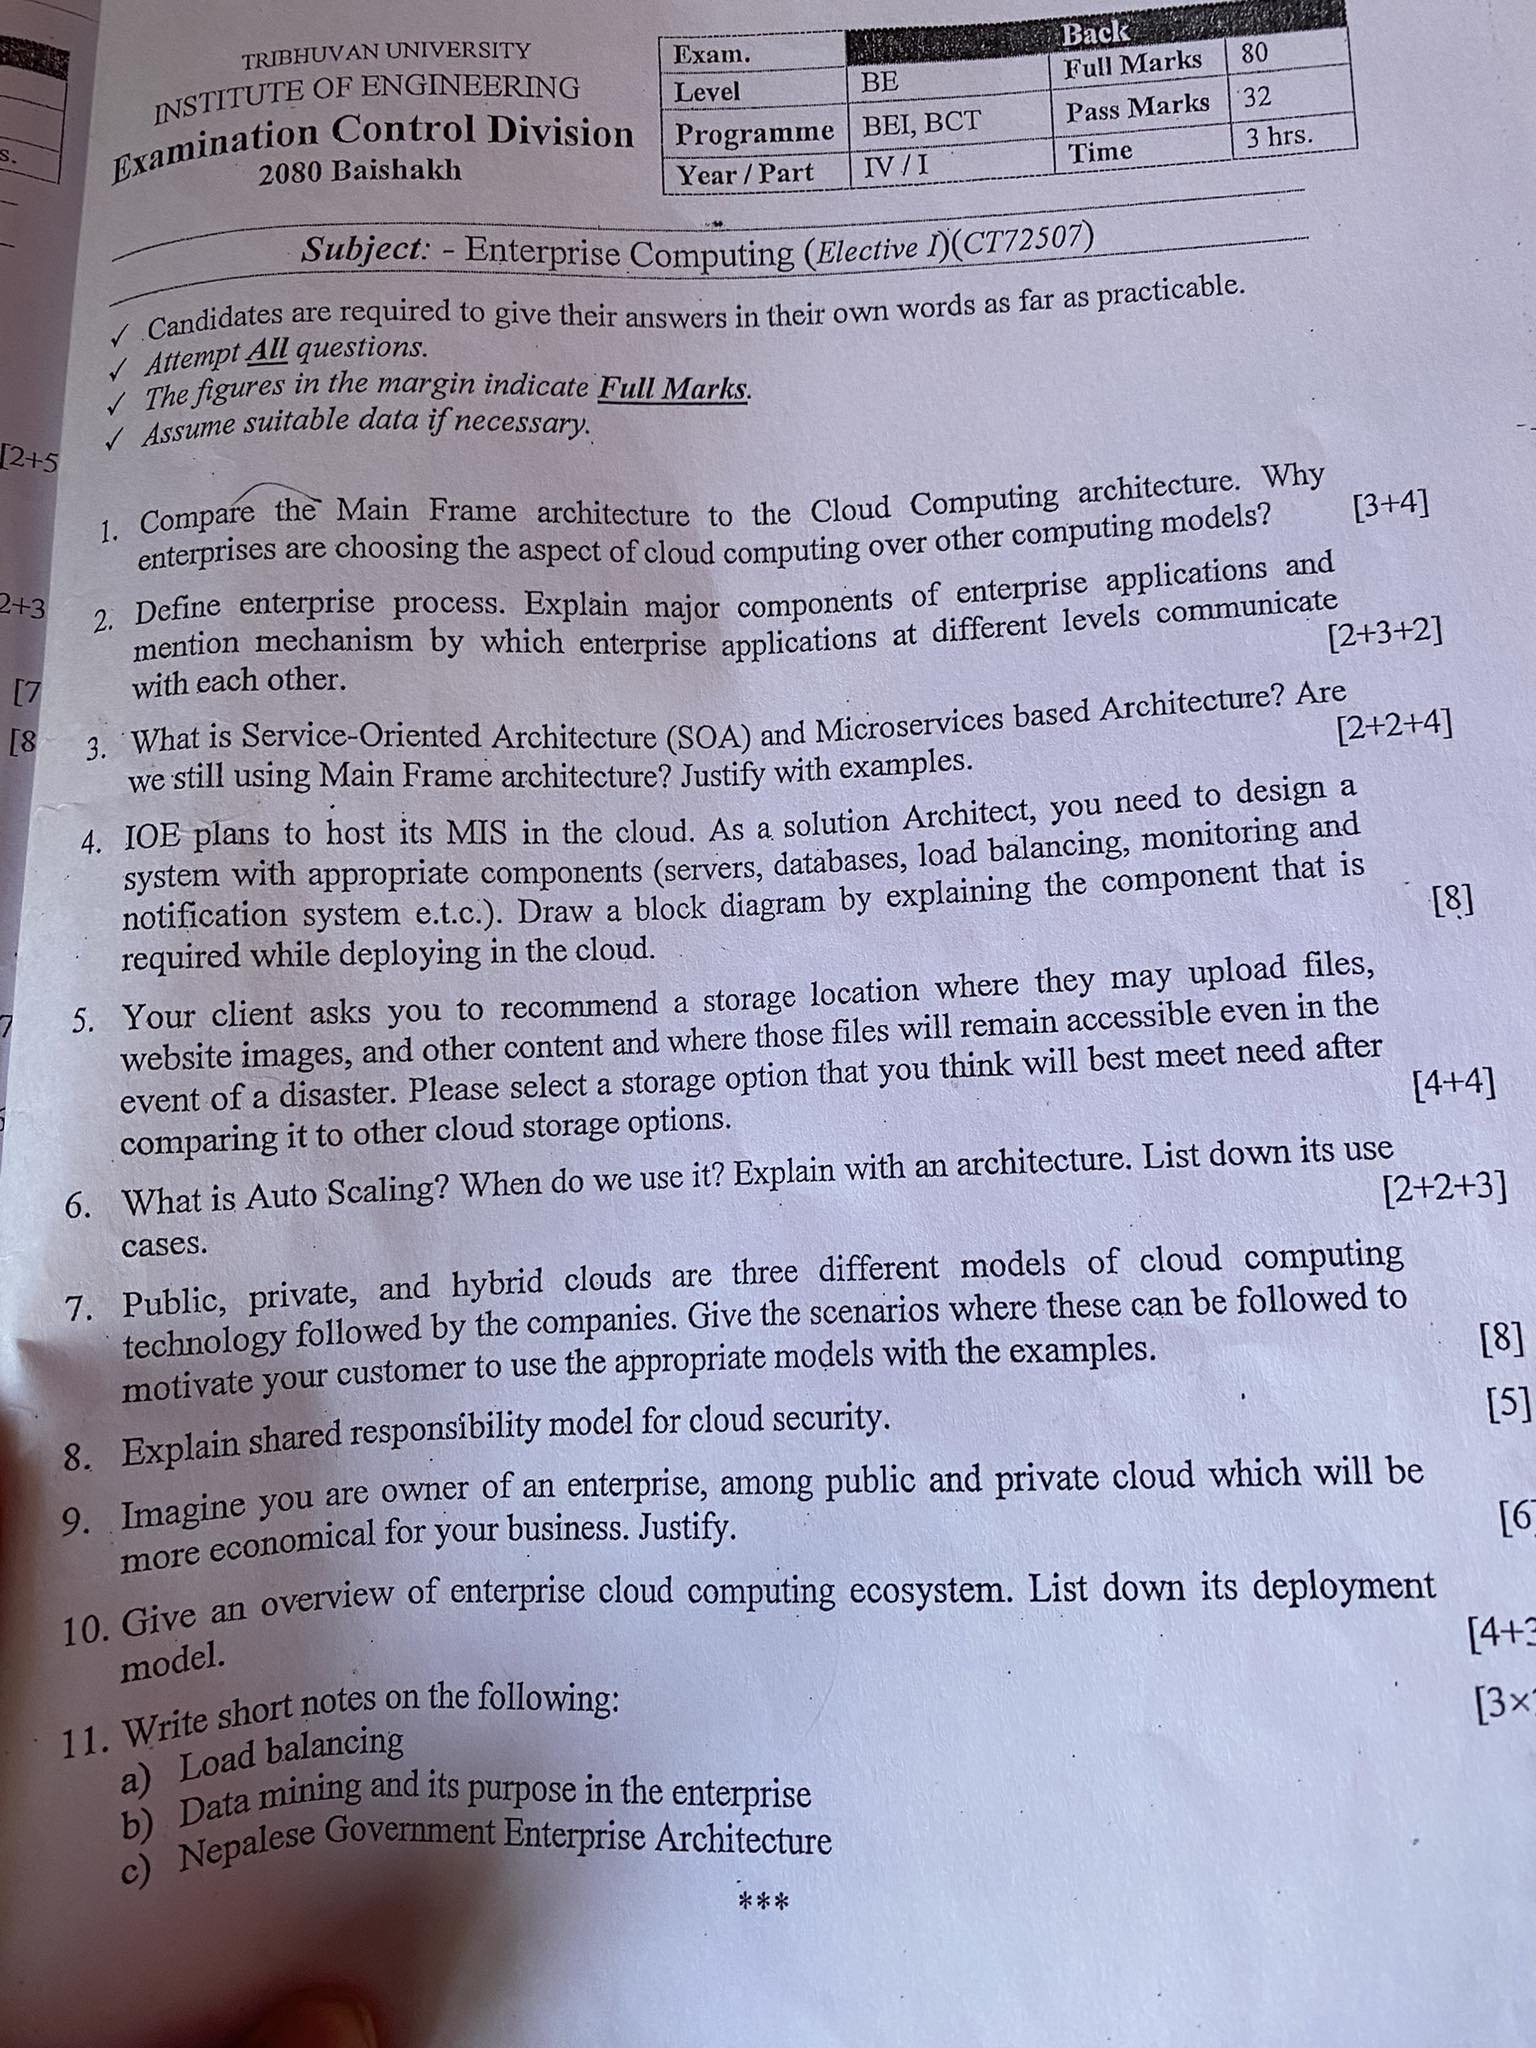 TRIBHUVAN UNIVERSITY
INSTITUTE OF ENGINEERING
Examination Control Division
2080 Baishakh
Exam. Back
Level BE Full Marks 80
Programme BEI, BCT Pass Marks 32
Year / Part IV / I Time 3 hrs.
Subject: - Enterprise Computing (Elective I)(CT72507)
✓ Candidates are required to give their answers in their own words as far as practicable.
✓ Attempt All questions.
✓ The figures in the margin indicate Full Marks.
✓ Assume suitable data if necessary.
1. Compare the Main Frame architecture to the Cloud Computing architecture. Why
enterprises are choosing the aspect of cloud computing over other computing models? [3+4]
2. Define enterprise process. Explain major components of enterprise applications and
mention mechanism by which enterprise applications at different levels communicate
with each other. [2+3+2]
3. What is Service-Oriented Architecture (SOA) and Microservices based Architecture? Are
we still using Main Frame architecture? Justify with examples. [2+2+4]
4. IOE plans to host its MIS in the cloud. As a solution Architect, you need to design a
system with appropriate components (servers, databases, load balancing, monitoring and
notification system e.t.c.). Draw a block diagram by explaining the component that is
required while deploying in the cloud. [8]
5. Your client asks you to recommend a storage location where they may upload files,
website images, and other content and where those files will remain accessible even in the
event of a disaster. Please select a storage option that you think will best meet need after
comparing it to other cloud storage options. [4+4]
6. What is Auto Scaling? When do we use it? Explain with an architecture. List down its use
cases. [2+2+3]
7. Public, private, and hybrid clouds are three different models of cloud computing
technology followed by the companies. Give the scenarios where these can be followed to
motivate your customer to use the appropriate models with the examples. [8]
8. Explain shared responsibility model for cloud security. [5]
9. Imagine you are owner of an enterprise, among public and private cloud which will be
more economical for your business. Justify. [6
10. Give an overview of enterprise cloud computing ecosystem. List down its deployment
model. [4+3
11. Write short notes on the following: [3×
a) Load balancing
b) Data mining and its purpose in the enterprise
c) Nepalese Government Enterprise Architecture
***
s.
[2+5
2+3
[7
[8
7